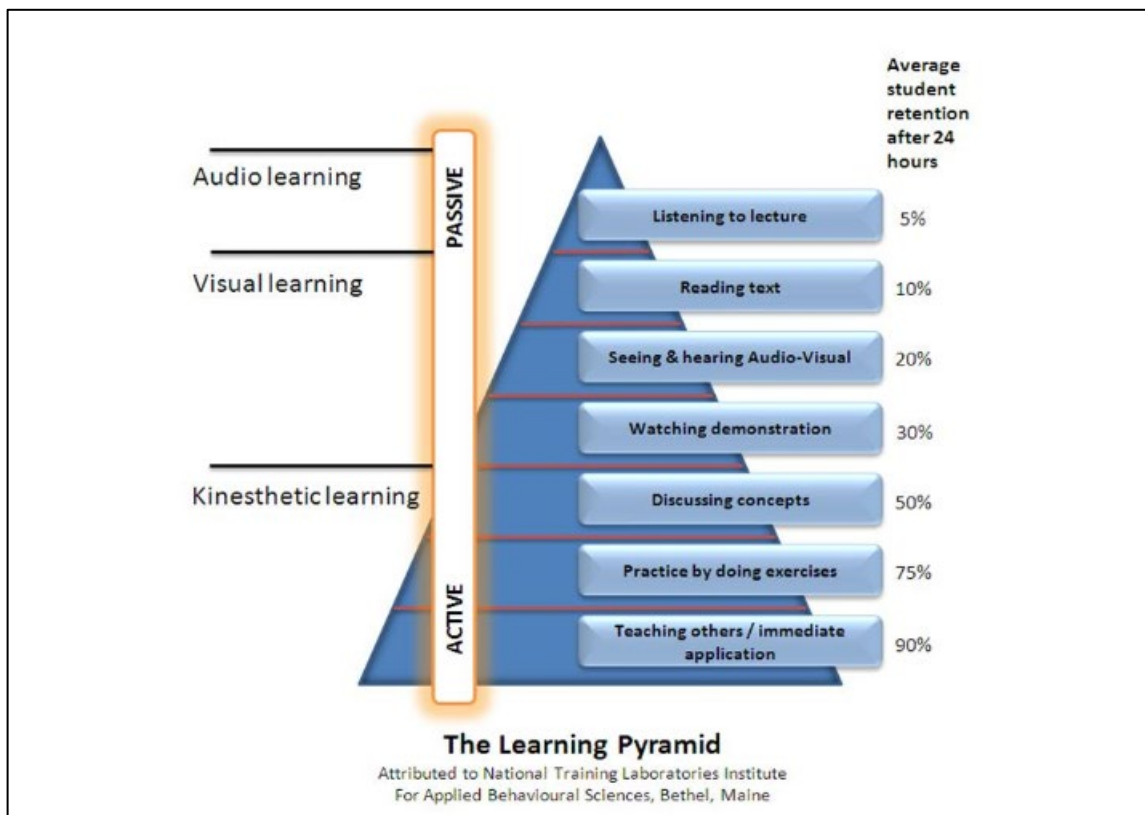 Average
student
retention
after 24
hours
Audio learning
Visual learning
Kinesthetic learning
PASSIVE
ACTIVE
Listening to lecture 5%
Reading text 10%
Seeing & hearing Audio-Visual 20%
Watching demonstration 30%
Discussing concepts 50%
Practice by doing exercises 75%
Teaching others / immediate
application 90%
The Learning Pyramid
Attributed to National Training Laboratories Institute
For Applied Behavioural Sciences, Bethel, Maine